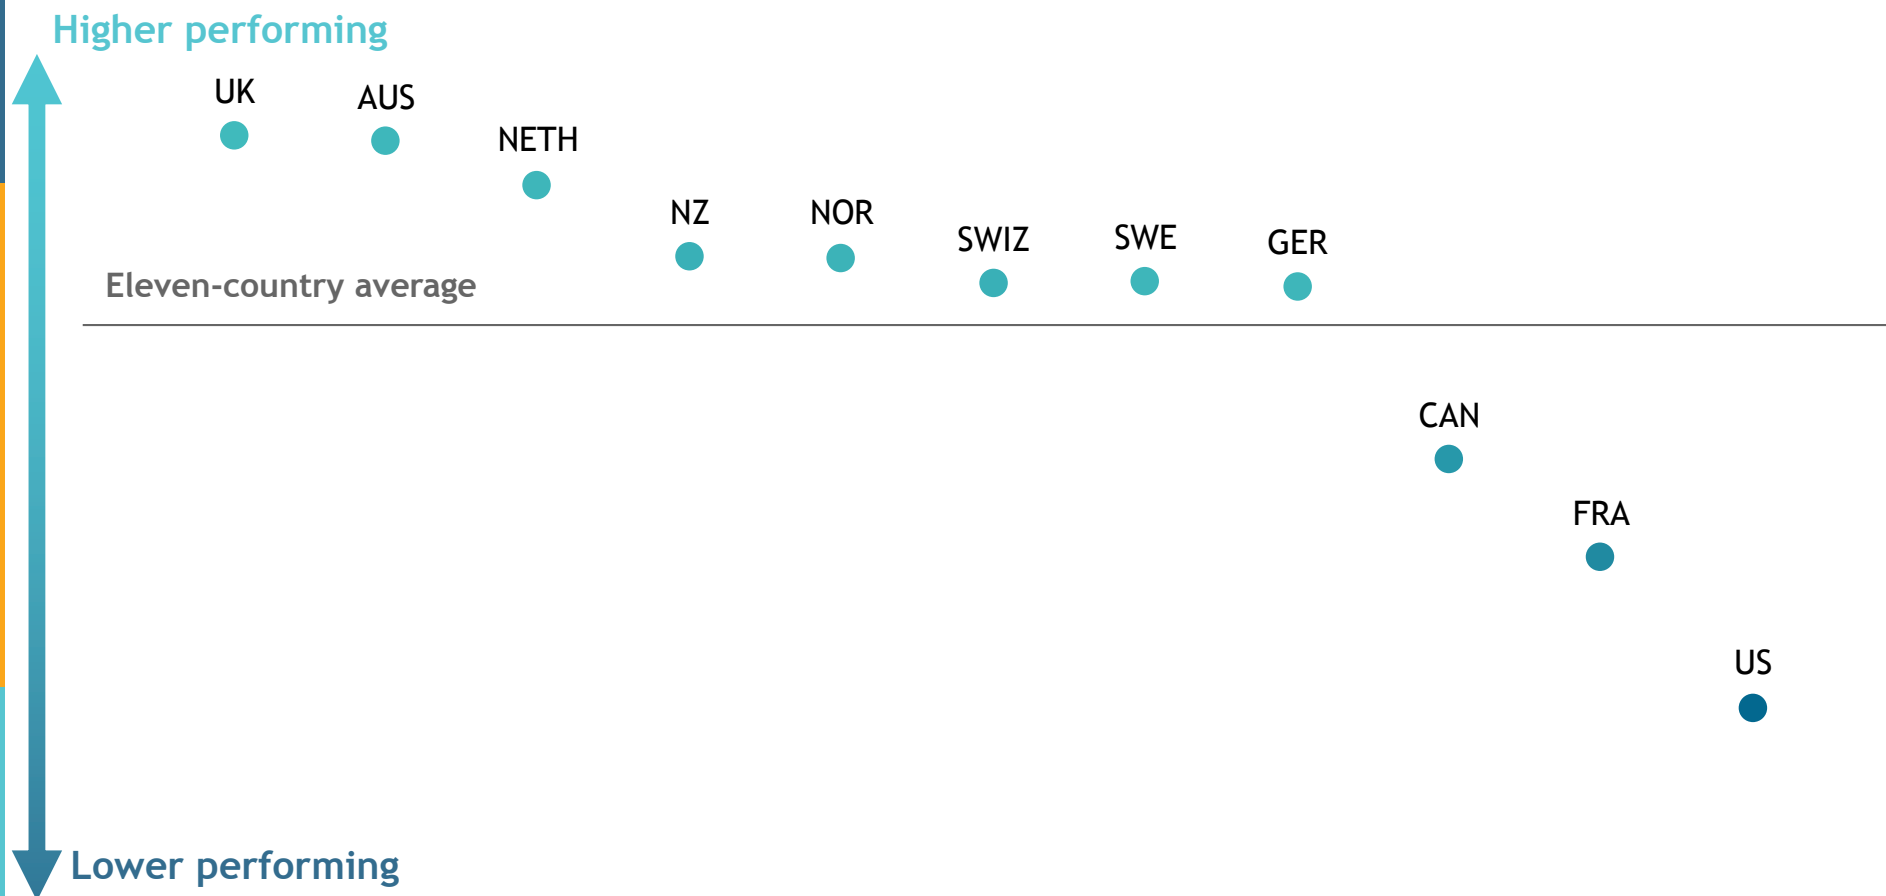 Higher performing
UK
AUS
NETH
NZ
NOR
SWIZ
SWE
GER
Eleven-country average
CAN
FRA
US
Lower performing